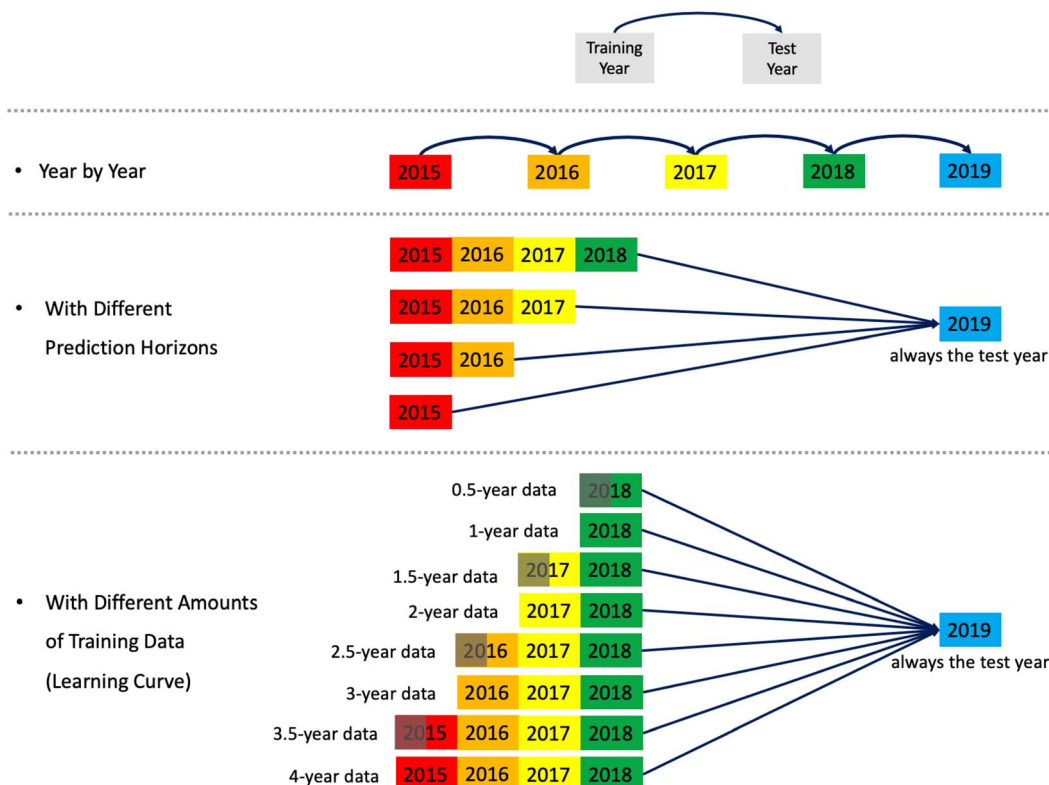 Training
Year
Test
Year
• Year by Year
2015 2016 2017 2018 2019
2015 2016 2017 2018
• With Different
Prediction Horizons
2015 2016 2017
2019
always the test year
2015 2016
2015
0.5-year data 2018
1-year data 2018
1.5-year data 2017 2018
• With Different Amounts
of Training Data
(Learning Curve)
2-year data 2017 2018
2.5-year data 2016 2017 2018
2019
always the test year
3-year data 2016 2017 2018
3.5-year data 2015 2016 2017 2018
4-year data 2015 2016 2017 2018